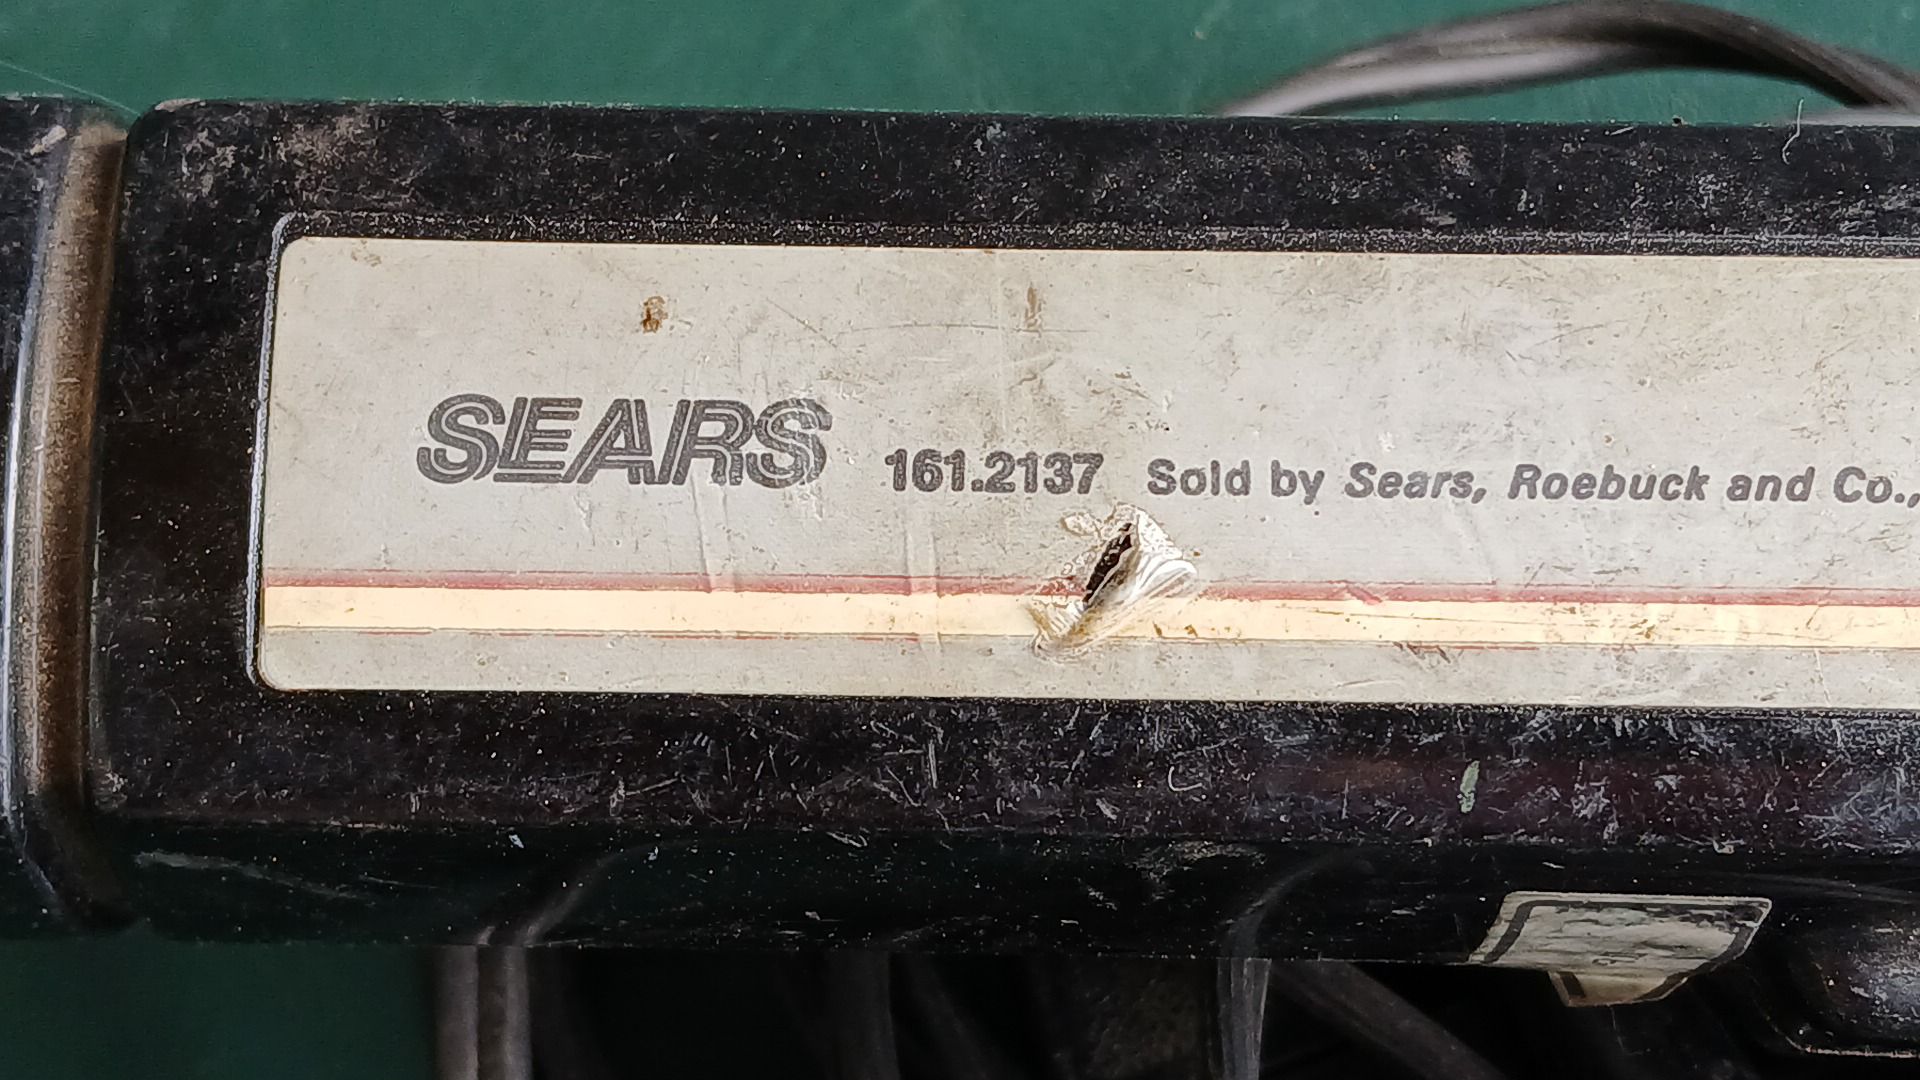 SEARS 161.2137 Sold by Sears, Roebuck and Co.,